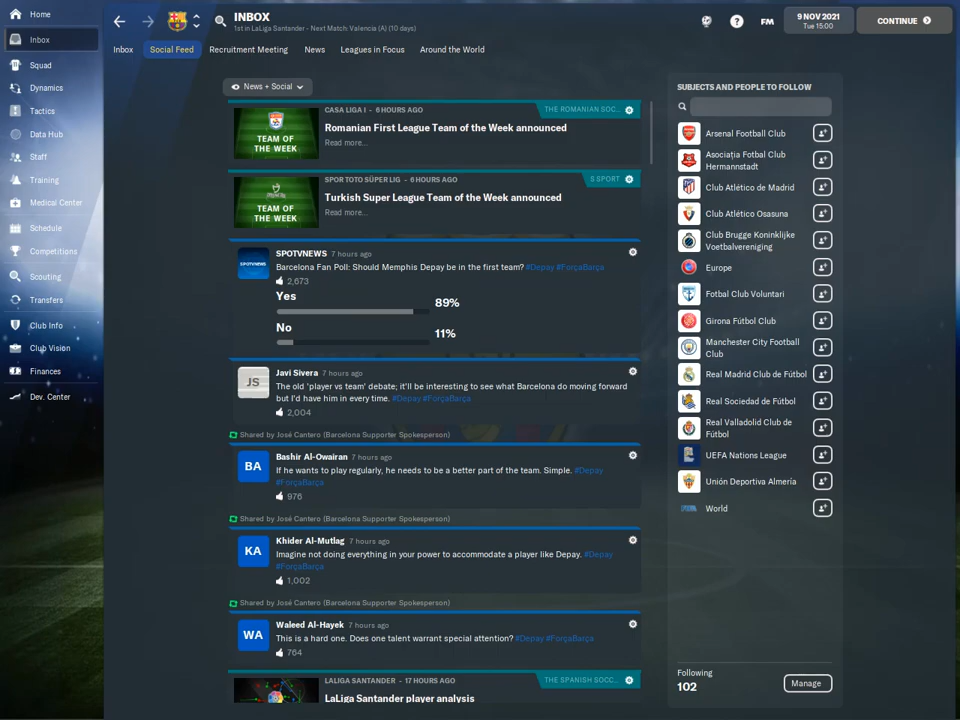 Home
Inbox
Squad
Dynamics
Tactics
Data Hub
Staff
Training
Medical Center
Schedule
Competitions
Scouting
Transfers
Club Info
Club Vision
Finances
Dev. Center
INBOX
1st in LaLiga Santander - Next Match: Valencia (A) (10 days)
FM
9 NOV 2021
Tue 15:00
CONTINUE
Inbox
Social Feed
Recruitment Meeting
News
Leagues in Focus
Around the World
News + Social
TEAM OF
THE WEEK
CASA LIGA I - 6 HOURS AGO
THE ROMANIAN SOC...
Romanian First League Team of the Week announced
Read more...
TEAM OF
THE WEEK
SPOR TOTO SÜPER LIG - 6 HOURS AGO
S SPORT
Turkish Super League Team of the Week announced
Read more...
SPOTVNEWS
SPOTVNEWS 7 hours ago
Barcelona Fan Poll: Should Memphis Depay be in the first team? #Depay #ForçaBarça
2,673
Yes
89%
No
11%
JS
Javi Sivera 7 hours ago
The old 'player vs team' debate; it'll be interesting to see what Barcelona do moving forward
but I'd have him in every time. #Depay #ForçaBarça
2,004
Shared by José Cantero (Barcelona Supporter Spokesperson)
BA
Bashir Al-Owairan 7 hours ago
If he wants to play regularly, he needs to be a better part of the team. Simple. #Depay
#ForçaBarça
976
Shared by José Cantero (Barcelona Supporter Spokesperson)
KA
Khider Al-Mutlag 7 hours ago
Imagine not doing everything in your power to accommodate a player like Depay. #Depay
#ForçaBarça
1,002
Shared by José Cantero (Barcelona Supporter Spokesperson)
WA
Waleed Al-Hayek 7 hours ago
This is a hard one. Does one talent warrant special attention? #Depay #ForçaBarça
764
LALIGA SANTANDER - 17 HOURS AGO
THE SPANISH SOCC...
LaLiga Santander player analysis
SUBJECTS AND PEOPLE TO FOLLOW
Arsenal Football Club
Asociația Fotbal Club
Hermannstadt
Club Atlético de Madrid
Club Atlético Osasuna
Club Brugge Koninklijke
Voetbalvereniging
Europe
Fotbal Club Voluntari
Girona Fútbol Club
Manchester City Football
Club
Real Madrid Club de Fútbol
Real Sociedad de Fútbol
Real Valladolid Club de
Fútbol
UEFA Nations League
Unión Deportiva Almería
FIFA
World
Following
102
Manage